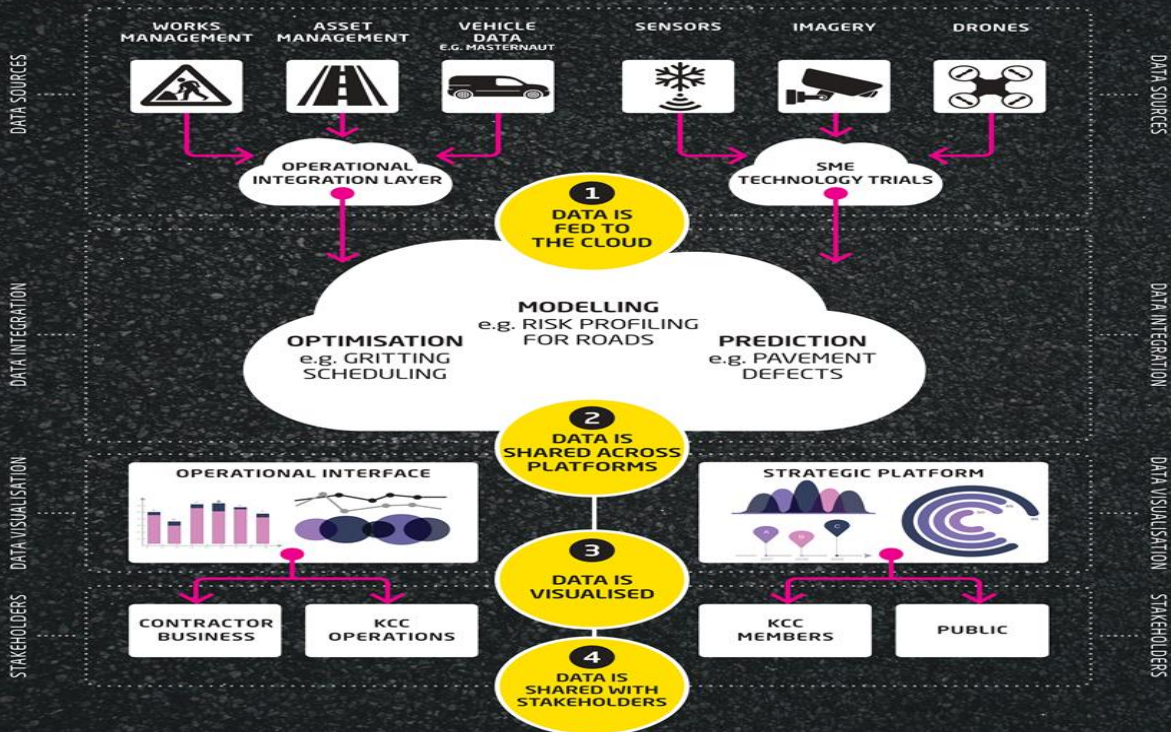 WORKS
MANAGEMENT
ASSET
MANAGEMENT
VEHICLE
DATA
E.G. MASTERNAUT
SENSORS
IMAGERY
DRONES
DATA SOURCES
DATA SOURCES
OPERATIONAL
INTEGRATION LAYER
SME
TECHNOLOGY TRIALS
1
DATA IS
FED TO
THE CLOUD
DATA INTEGRATION
DATA INTEGRATION
MODELLING
e.g. RISK PROFILING
FOR ROADS
OPTIMISATION
e.g. GRITTING
SCHEDULING
PREDICTION
e.g. PAVEMENT
DEFECTS
2
DATA IS
SHARED ACROSS
PLATFORMS
DATA VISUALISATION
DATA VISUALISATION
OPERATIONAL INTERFACE
STRATEGIC PLATFORM
A
B
C
3
DATA IS
VISUALISED
STAKEHOLDERS
STAKEHOLDERS
CONTRACTOR
BUSINESS
KCC
OPERATIONS
KCC
MEMBERS
PUBLIC
4
DATA IS
SHARED WITH
STAKEHOLDERS